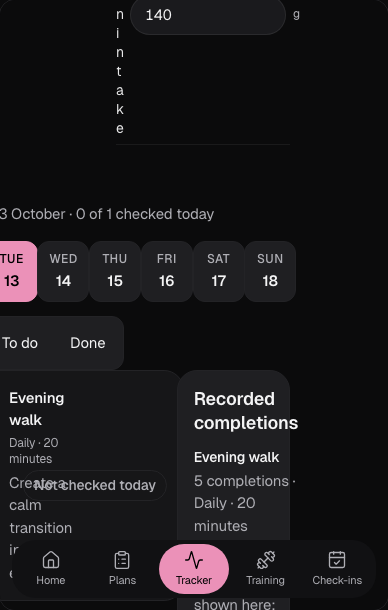 n
i
n
t
a
k
e
140
g
3 October · 0 of 1 checked today
TUE
13
WED
14
THU
15
FRI
16
SAT
17
SUN
18
To do
Done
Evening
walk
Daily · 20
minutes
Create a
calm
transition
Not checked today
Recorded
completions
Evening walk
5 completions ·
Daily · 20
minutes
shown here:
Home
Plans
Tracker
Training
Check-ins